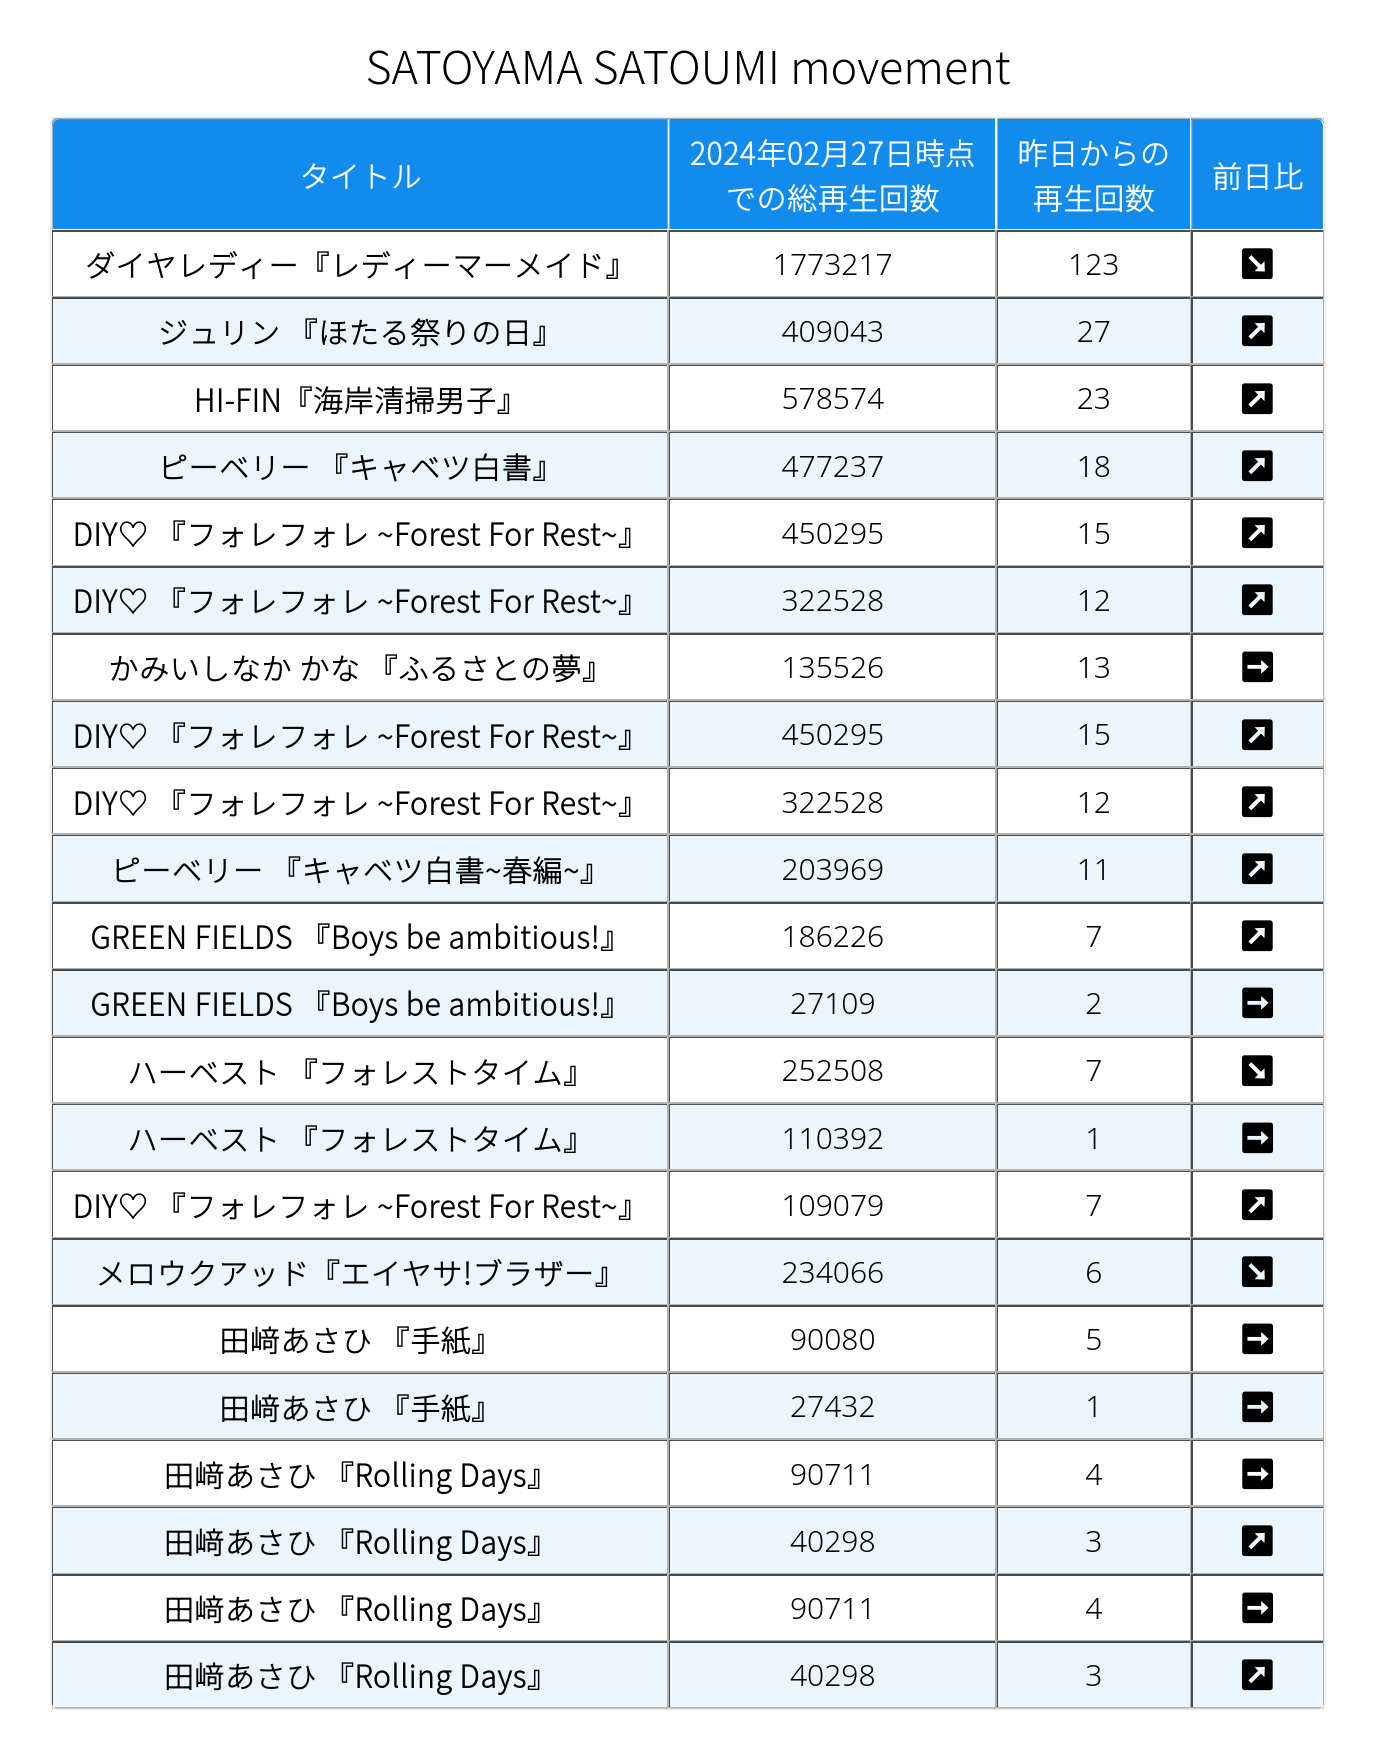 SATOYAMA SATOUMI movement
タイトル 2024年02月27日時点での総再生回数 昨日からの再生回数 前日比
ダイヤレディー『レディーマーメイド』 1773217 123 ↘
ジュリン 『ほたる祭りの日』 409043 27 ↗
HI-FIN『海岸清掃男子』 578574 23 ↗
ピーベリー 『キャベツ白書』 477237 18 ↗
DIY♡ 『フォレフォレ ~Forest For Rest~』 450295 15 ↗
DIY♡ 『フォレフォレ ~Forest For Rest~』 322528 12 ↗
かみいしなか かな 『ふるさとの夢』 135526 13 →
DIY♡ 『フォレフォレ ~Forest For Rest~』 450295 15 ↗
DIY♡ 『フォレフォレ ~Forest For Rest~』 322528 12 ↗
ピーベリー 『キャベツ白書~春編~』 203969 11 ↗
GREEN FIELDS 『Boys be ambitious!』 186226 7 ↗
GREEN FIELDS 『Boys be ambitious!』 27109 2 →
ハーベスト 『フォレストタイム』 252508 7 ↘
ハーベスト 『フォレストタイム』 110392 1 →
DIY♡ 『フォレフォレ ~Forest For Rest~』 109079 7 ↗
メロウクアッド『エイヤサ!ブラザー』 234066 6 ↘
田﨑あさひ 『手紙』 90080 5 →
田﨑あさひ 『手紙』 27432 1 →
田﨑あさひ 『Rolling Days』 90711 4 →
田﨑あさひ 『Rolling Days』 40298 3 ↗
田﨑あさひ 『Rolling Days』 90711 4 →
田﨑あさひ 『Rolling Days』 40298 3 ↗